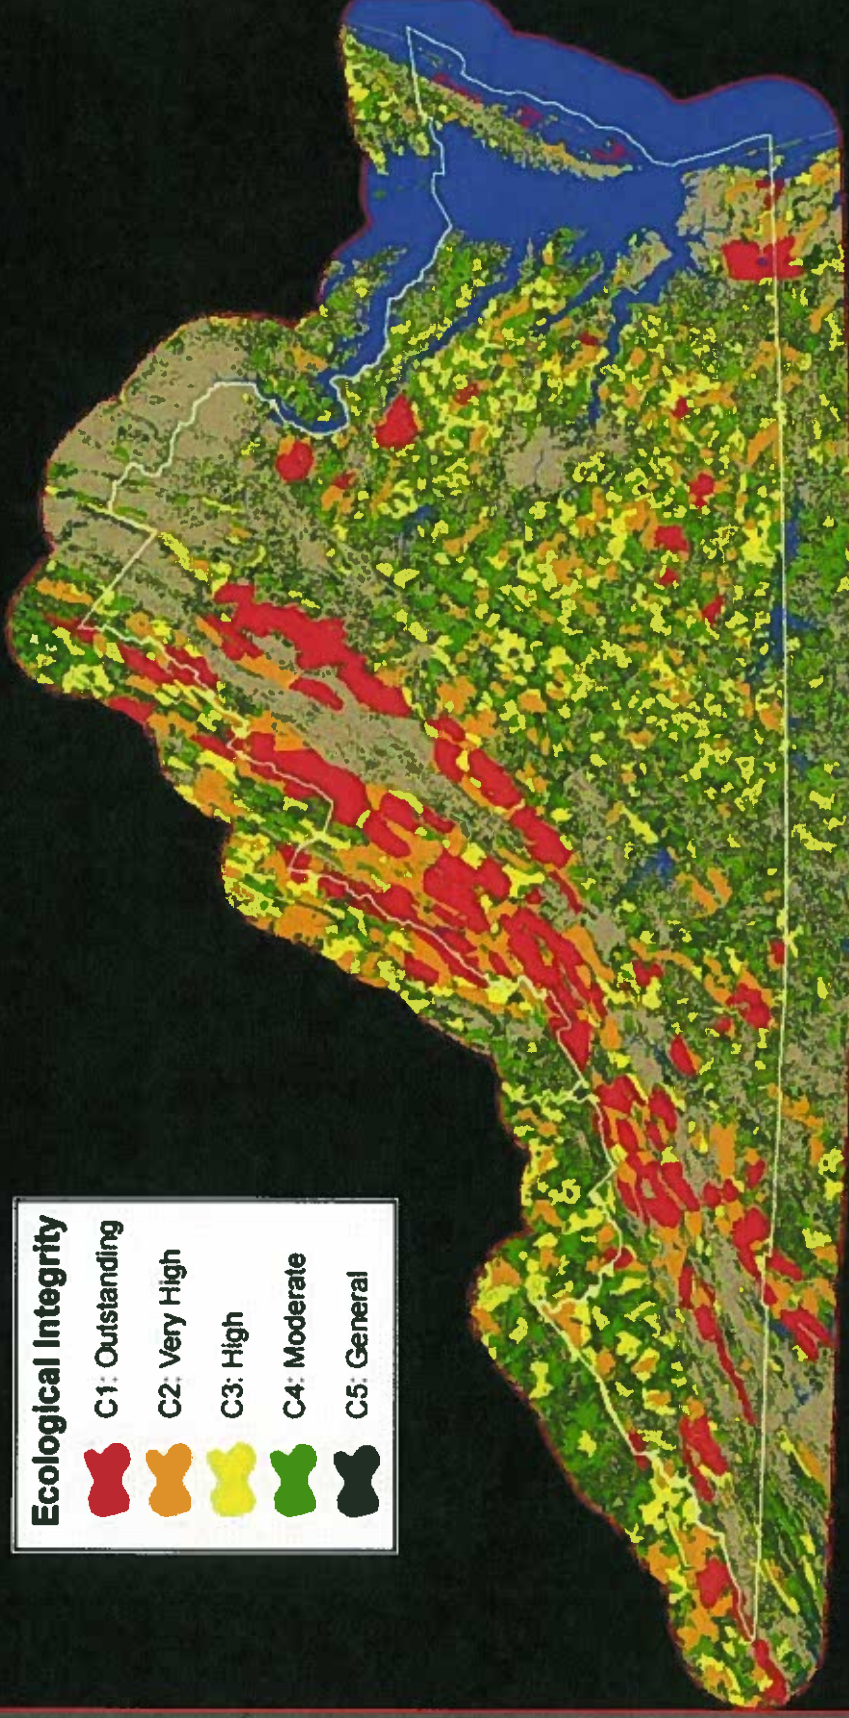 Ecological Integrity
C1: Outstanding
C2: Very High
C3: High
C4: Moderate
C5: General